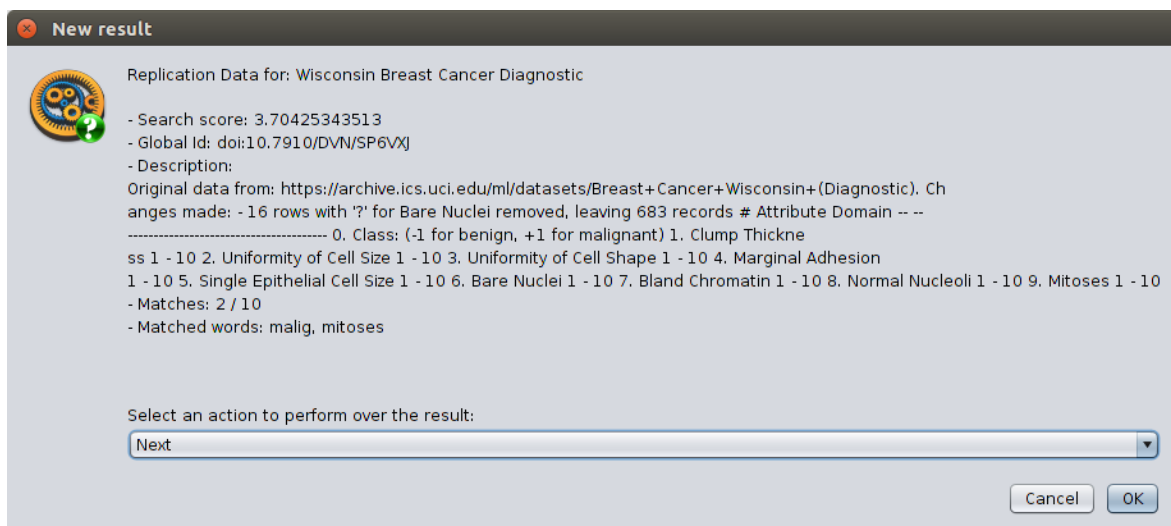 New result
Replication Data for: Wisconsin Breast Cancer Diagnostic
- Search score: 3.70425343513
- Global Id: doi:10.7910/DVN/SP6VXJ
- Description:
Original data from: https://archive.ics.uci.edu/ml/datasets/Breast+Cancer+Wisconsin+(Diagnostic). Ch
anges made: - 16 rows with '?' for Bare Nuclei removed, leaving 683 records # Attribute Domain -- --
--------------------------------------- 0. Class: (-1 for benign, +1 for malignant) 1. Clump Thickne
ss 1 - 10 2. Uniformity of Cell Size 1 - 10 3. Uniformity of Cell Shape 1 - 10 4. Marginal Adhesion
1 - 10 5. Single Epithelial Cell Size 1 - 10 6. Bare Nuclei 1 - 10 7. Bland Chromatin 1 - 10 8. Normal Nucleoli 1 - 10 9. Mitoses 1 - 10
- Matches: 2 / 10
- Matched words: malig, mitoses
Select an action to perform over the result:
Next
Cancel OK